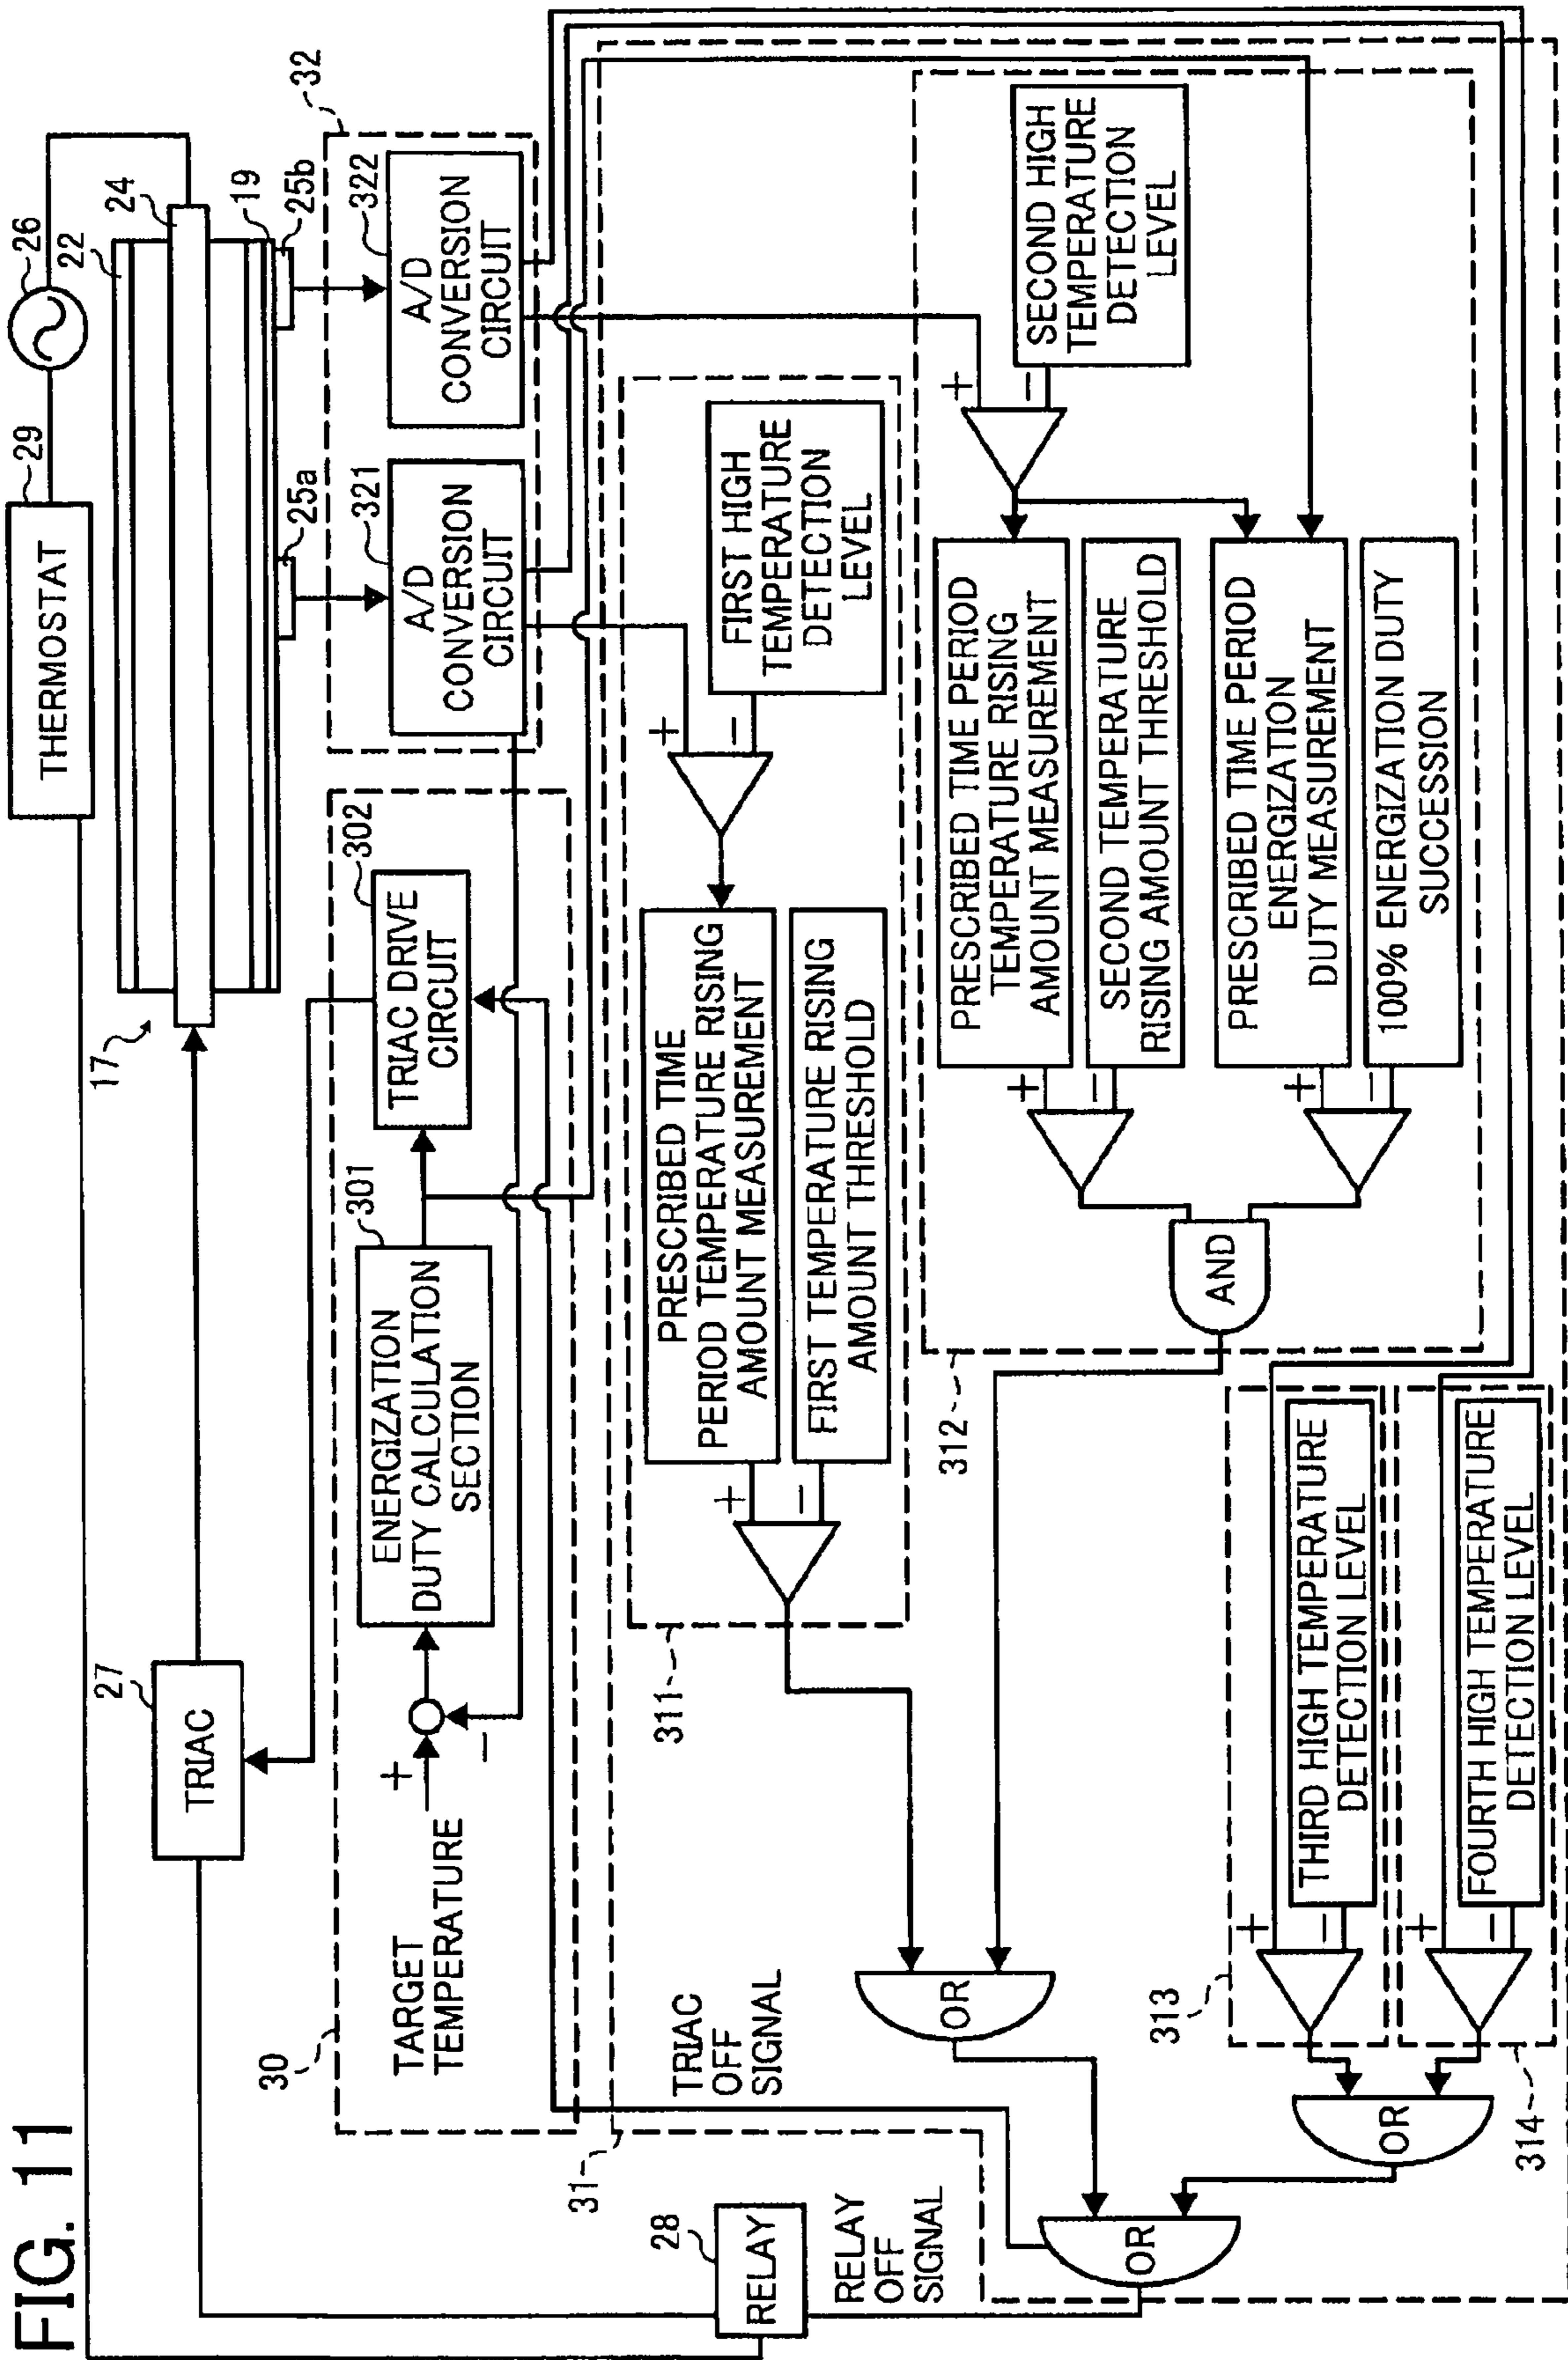 FIG. 11
THERMOSTAT
29
26
22
24
19
25b
25a
17
27
TRIAC
32
322
A/D
CONVERSION
CIRCUIT
321
A/D
CONVERSION
CIRCUIT
302
TRIAC DRIVE
CIRCUIT
301
ENERGIZATION
DUTY CALCULATION
SECTION
+
−
TARGET
TEMPERATURE
30
FIRST HIGH
TEMPERATURE
DETECTION
LEVEL
+
−
PRESCRIBED TIME
PERIOD TEMPERATURE RISING
AMOUNT MEASUREMENT
FIRST TEMPERATURE RISING
AMOUNT THRESHOLD
+
−
311
SECOND HIGH
TEMPERATURE
DETECTION
LEVEL
+
−
PRESCRIBED TIME PERIOD
TEMPERATURE RISING
AMOUNT MEASUREMENT
SECOND TEMPERATURE
RISING AMOUNT THRESHOLD
PRESCRIBED TIME PERIOD
ENERGIZATION
DUTY MEASUREMENT
100% ENERGIZATION DUTY
SUCCESSION
+
−
+
−
AND
312
THIRD HIGH TEMPERATURE
DETECTION LEVEL
+
−
313
FOURTH HIGH TEMPERATURE
DETECTION LEVEL
+
−
314
OR
OR
OR
TRIAC
OFF
SIGNAL
31
28
RELAY
RELAY
OFF
SIGNAL